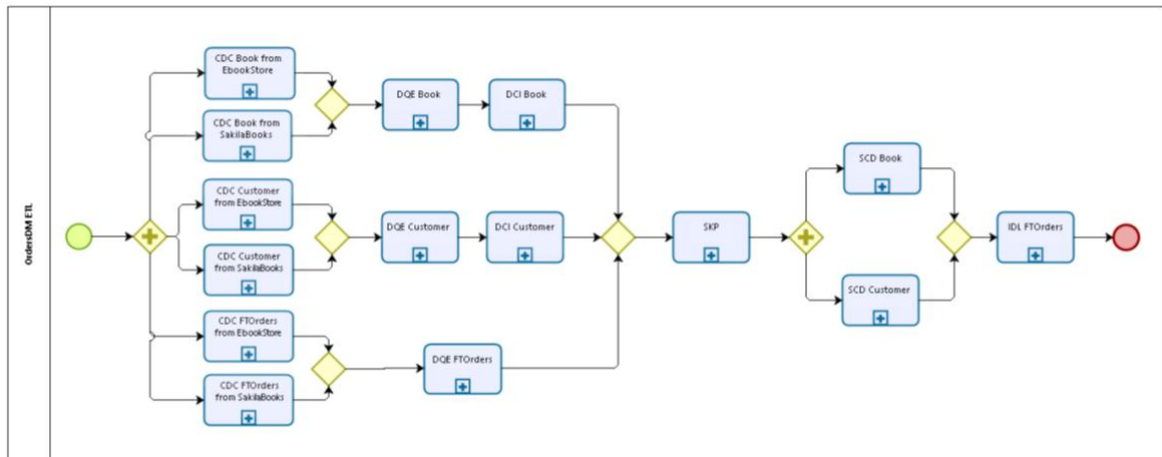 OrdersDM ETL
CDC Book from
EbookStore
CDC Book from
SakilaBooks
DQE Book
DCI Book
CDC Customer
from EbookStore
CDC Customer
from SakilaBooks
DQE Customer
DCI Customer
CDC FTOrders
from EbookStore
CDC FTOrders
from SakilaBooks
DQE FTOrders
SKP
SCD Book
SCD Customer
IDL FTOrders